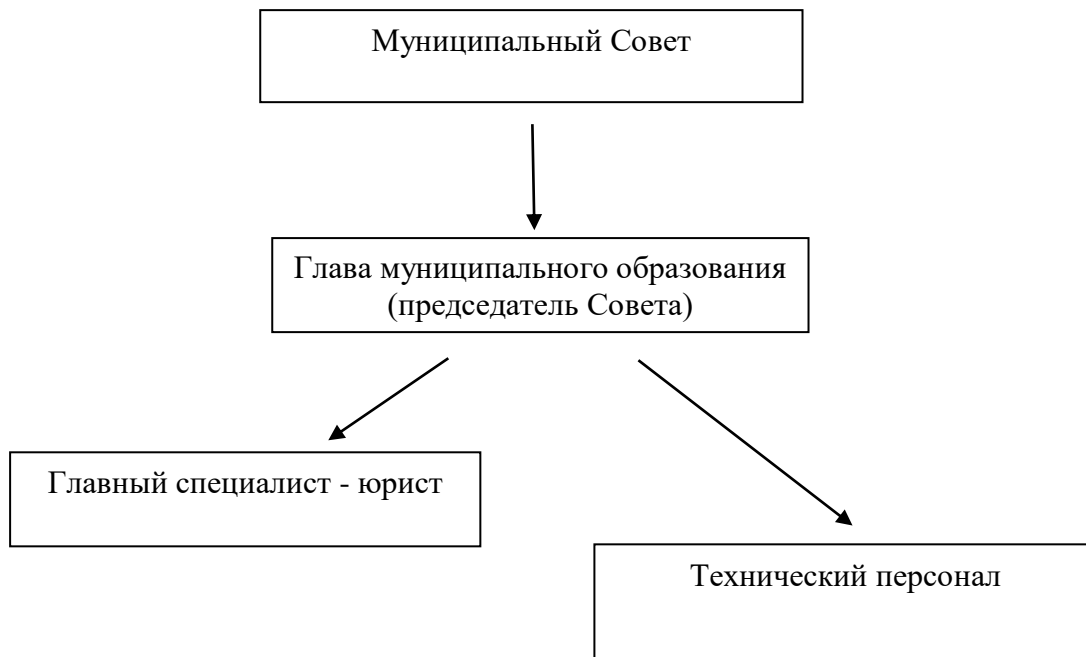 Муниципальный Совет
Глава муниципального образования
(председатель Совета)
Главный специалист - юрист
Технический персонал